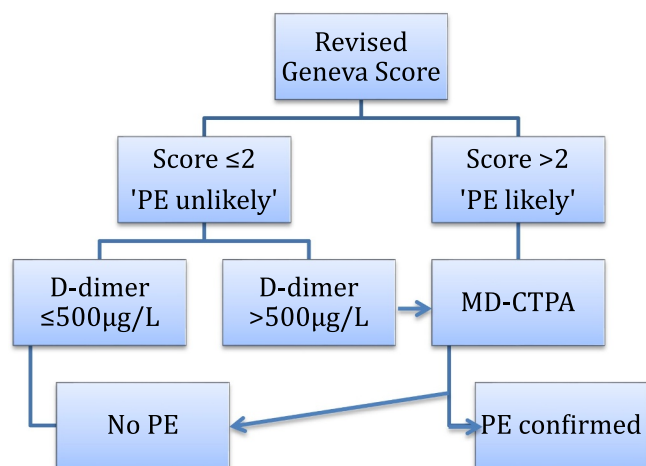 Revised
Geneva Score
Score ≤2
'PE unlikely'
Score >2
'PE likely'
D-dimer
≤500µg/L
D-dimer
>500µg/L
MD-CTPA
No PE
PE confirmed